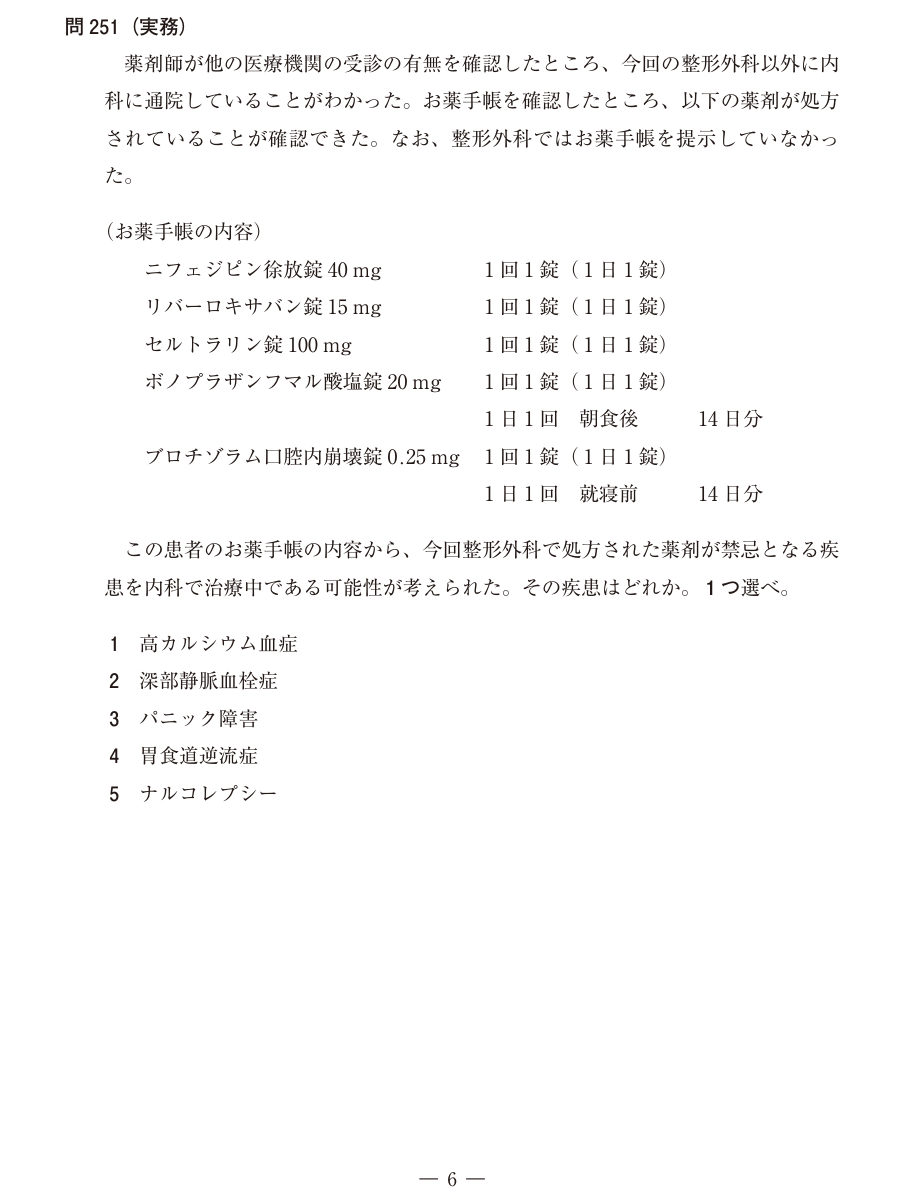 問 251（実務）
薬剤師が他の医療機関の受診の有無を確認したところ、今回の整形外科以外に内
科に通院していることがわかった。お薬手帳を確認したところ、以下の薬剤が処方
されていることが確認できた。なお、整形外科ではお薬手帳を提示していなかっ
た。
（お薬手帳の内容）
ニフェジピン徐放錠 40 mg 1 回 1 錠（1 日 1 錠）
リバーロキサバン錠 15 mg 1 回 1 錠（1 日 1 錠）
セルトラリン錠 100 mg 1 回 1 錠（1 日 1 錠）
ボノプラザンフマル酸塩錠 20 mg 1 回 1 錠（1 日 1 錠）
1 日 1 回 朝食後 14 日分
ブロチゾラム口腔内崩壊錠 0.25 mg 1 回 1 錠（1 日 1 錠）
1 日 1 回 就寝前 14 日分
この患者のお薬手帳の内容から、今回整形外科で処方された薬剤が禁忌となる疾
患を内科で治療中である可能性が考えられた。その疾患はどれか。1 つ選べ。
1 高カルシウム血症
2 深部静脈血栓症
3 パニック障害
4 胃食道逆流症
5 ナルコレプシー
― 6 ―